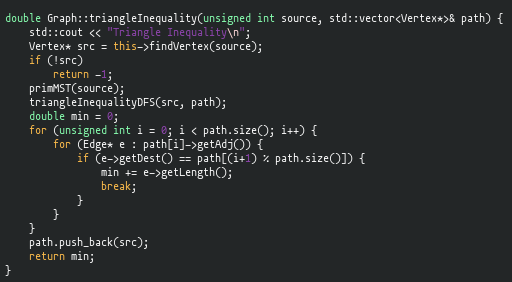 double Graph::triangleInequality(unsigned int source, std::vector<Vertex*>& path) {
    std::cout << "Triangle Inequality\n";
    Vertex* src = this->findVertex(source);
    if (!src)
        return -1;
    primMST(source);
    triangleInequalityDFS(src, path);
    double min = 0;
    for (unsigned int i = 0; i < path.size(); i++) {
        for (Edge* e : path[i]->getAdj()) {
            if (e->getDest() == path[(i+1) % path.size()]) {
                min += e->getLength();
                break;
            }
        }
    }
    path.push_back(src);
    return min;
}